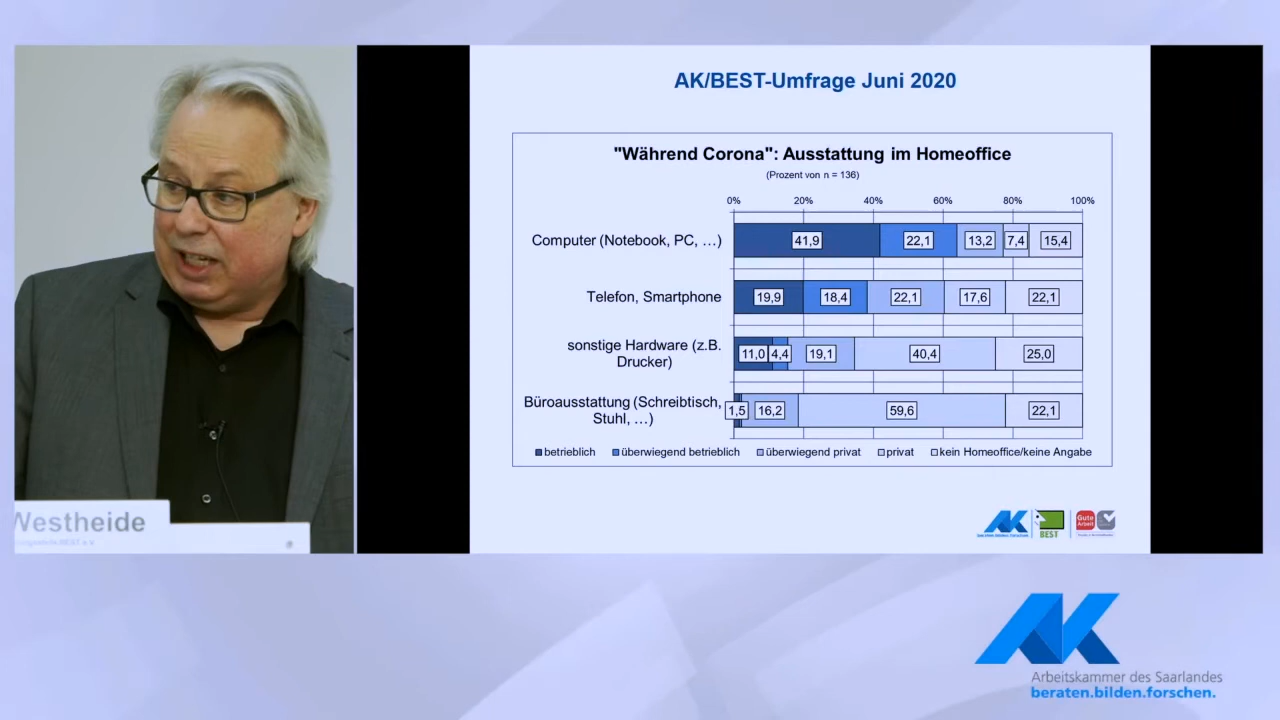 AK/BEST-Umfrage Juni 2020
"Während Corona": Ausstattung im Homeoffice
(Prozent von n = 136)
0% 20% 40% 60% 80% 100%
Computer (Notebook, PC, …) 41,9 22,1 13,2 7,4 15,4
Telefon, Smartphone 19,9 18,4 22,1 17,6 22,1
sonstige Hardware (z.B.
Drucker) 11,0 4,4 19,1 40,4 25,0
Büroausstattung (Schreibtisch,
Stuhl, …) 1,5 16,2 59,6 22,1
betrieblich überwiegend betrieblich überwiegend privat privat kein Homeoffice/keine Angabe
Westheide
AK BEST Gute Arbeit
AK
Arbeitskammer des Saarlandes
beraten.bilden.forschen.